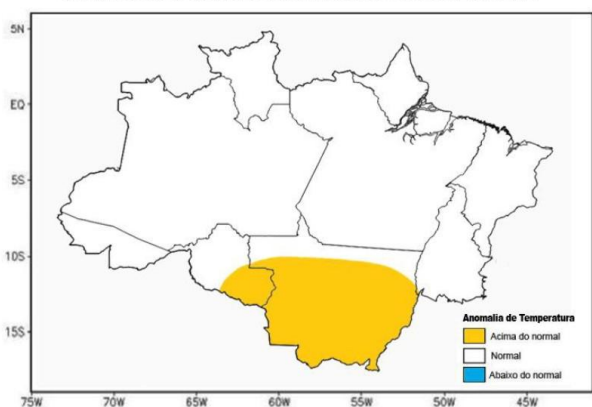 5N
EQ
5S
10S
15S
75W 70W 65W 60W 55W 50W 45W
Anomalia de Temperatura
Acima do normal
Normal
Abaixo do normal